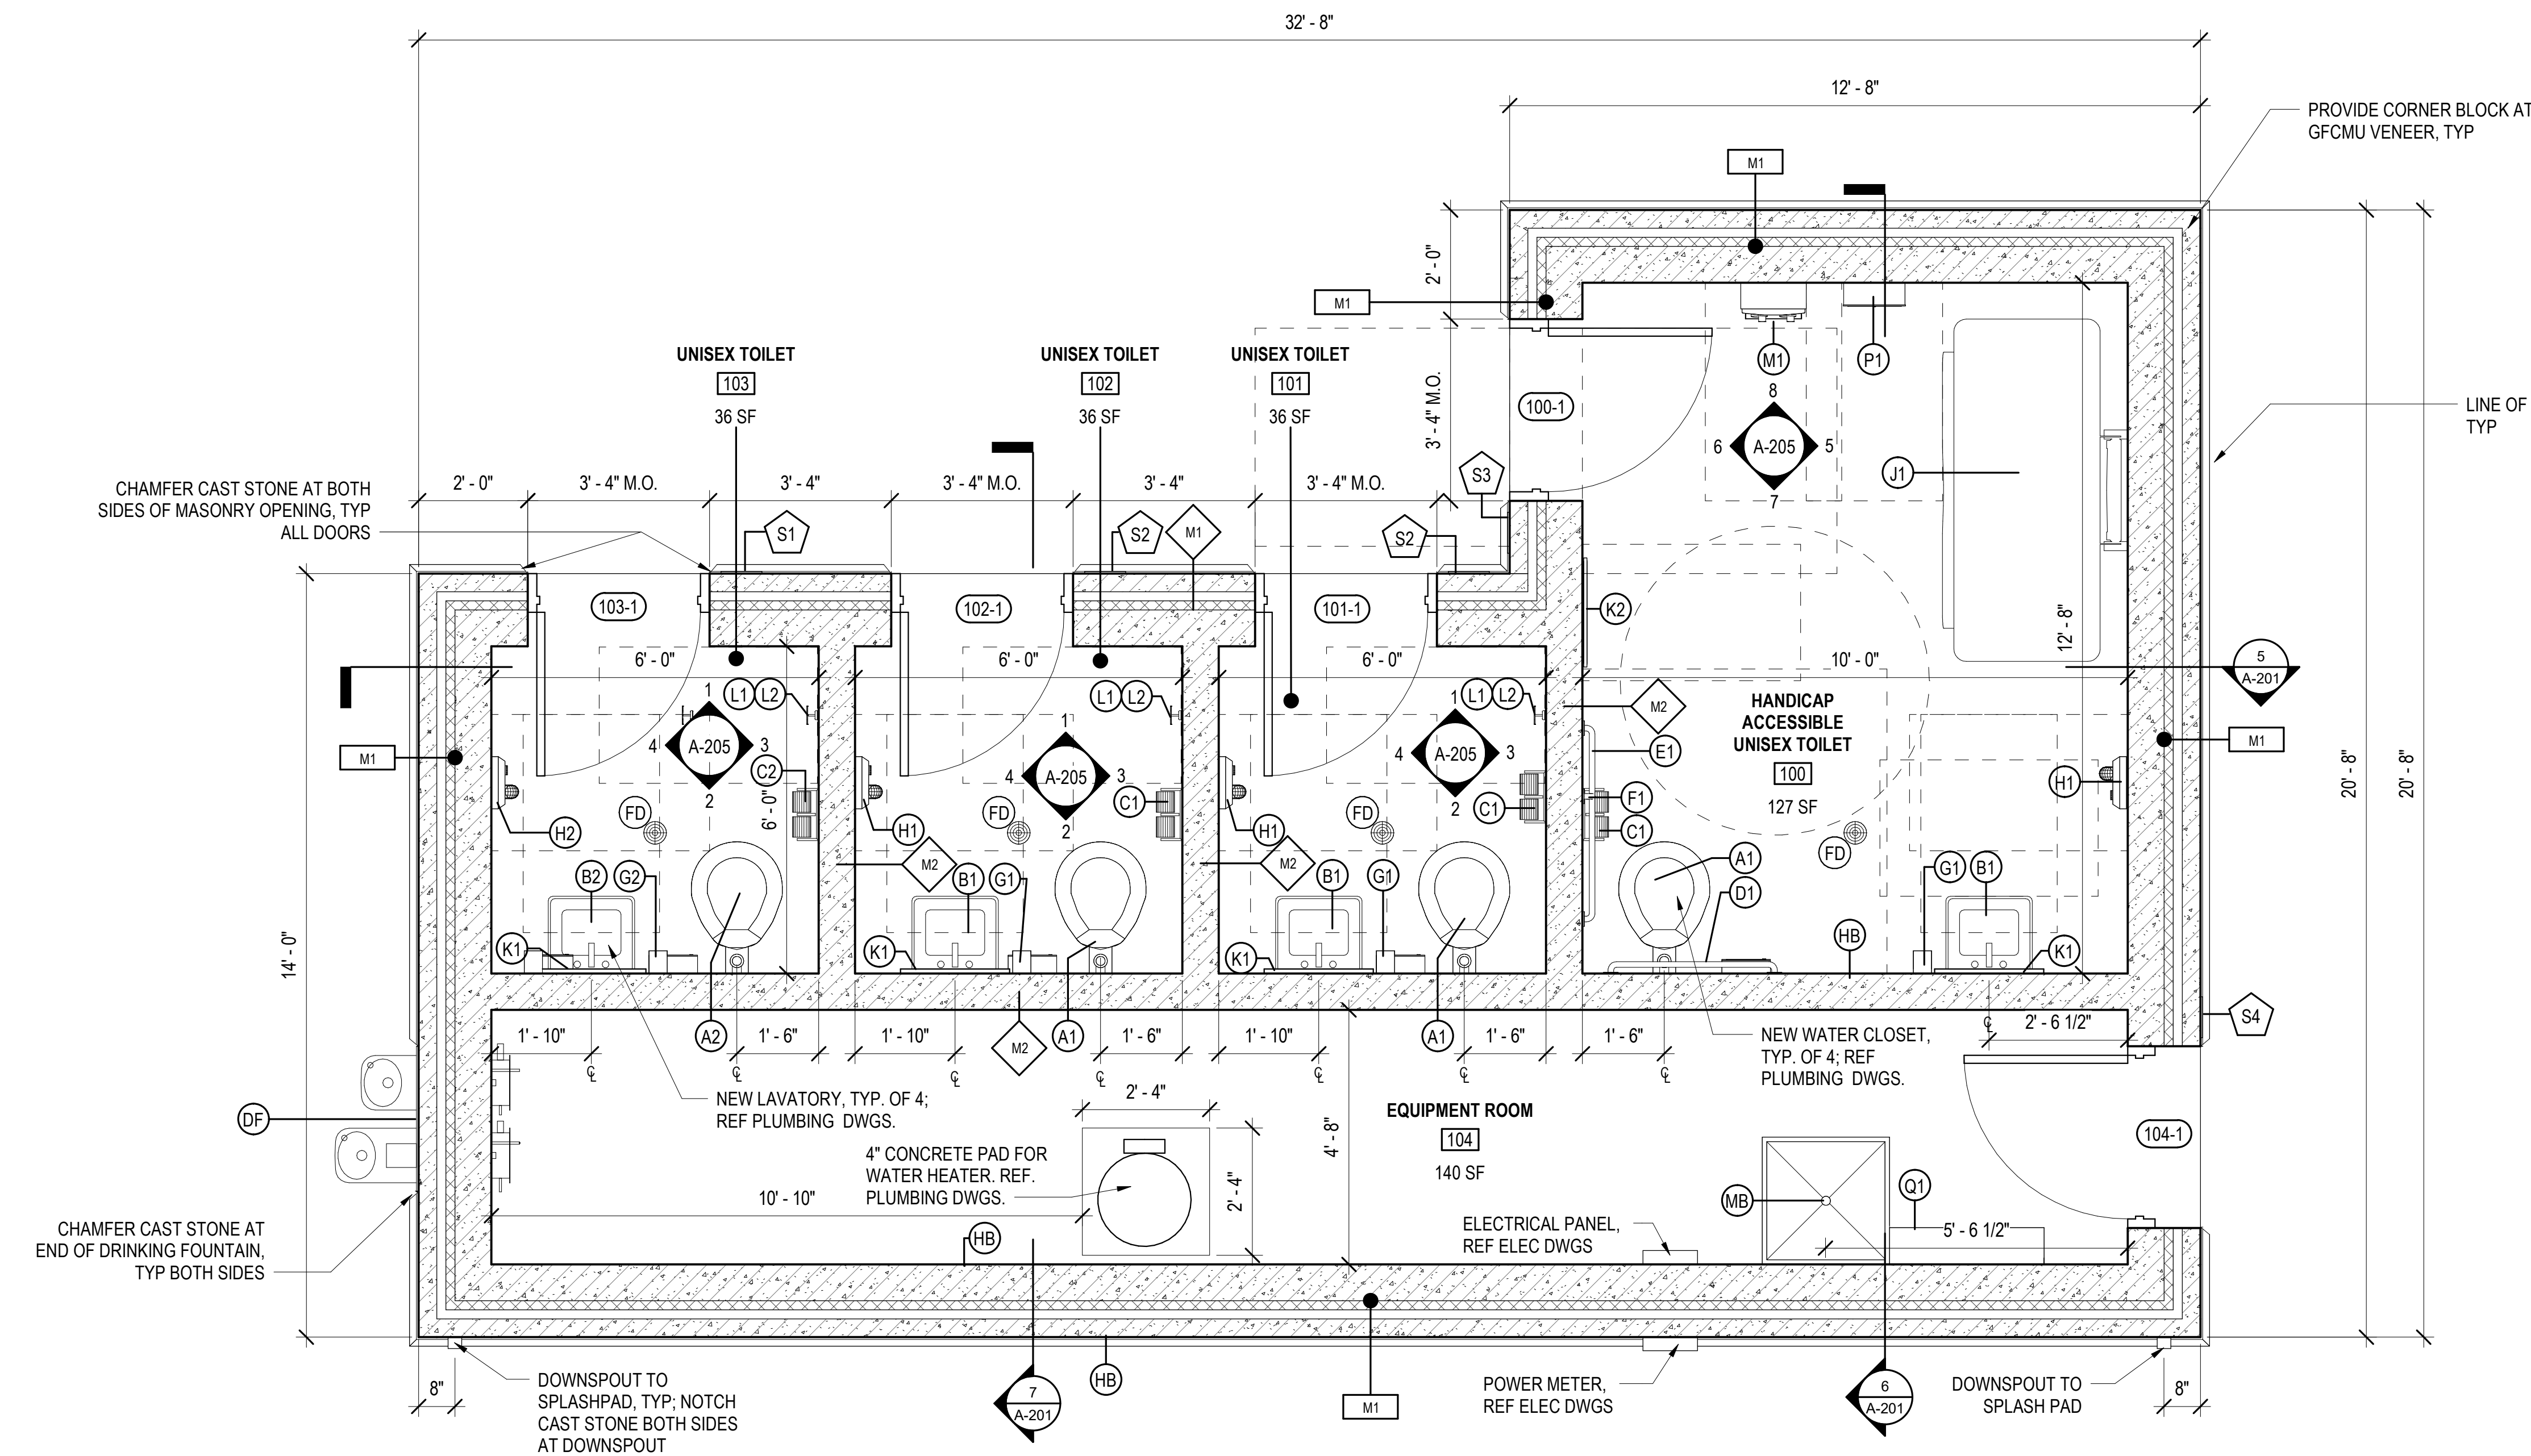 32' - 8"
12' - 8"
PROVIDE CORNER BLOCK AT
GFCMU VENEER, TYP
M1
2' - 0"
M1
UNISEX TOILET
103
36 SF
UNISEX TOILET
102
36 SF
UNISEX TOILET
101
36 SF
3' - 4" M.O.
100-1
M1
P1
8
6
A-205
5
7
J1
LINE OF
TYP
CHAMFER CAST STONE AT BOTH
SIDES OF MASONRY OPENING, TYP
ALL DOORS
2' - 0"
3' - 4" M.O.
3' - 4"
3' - 4" M.O.
3' - 4"
3' - 4" M.O.
S1
S2
M1
S2
S3
103-1
102-1
101-1
K2
12' - 8"
6' - 0"
6' - 0"
6' - 0"
10' - 0"
5
A-201
L1
L2
L1
L2
L1
L2
M2
HANDICAP
ACCESSIBLE
UNISEX TOILET
100
127 SF
M1
1
4
A-205
3
2
1
4
A-205
3
2
1
4
A-205
3
2
E1
M1
C2
6' - 0"
C1
C1
F1
C1
H1
20' - 8"
20' - 8"
H2
FD
H1
FD
H1
FD
FD
M2
M2
B2
G2
B1
G1
B1
G1
A1
D1
G1
B1
K1
K1
K1
HB
K1
14' - 0"
1' - 10"
A2
1' - 6"
1' - 10"
M2
A1
1' - 6"
1' - 10"
A1
1' - 6"
1' - 6"
NEW WATER CLOSET,
TYP. OF 4; REF
PLUMBING DWGS.
2' - 6 1/2"
S4
NEW LAVATORY, TYP. OF 4;
REF PLUMBING DWGS.
2' - 4"
DF
EQUIPMENT ROOM
104
140 SF
4' - 8"
104-1
4" CONCRETE PAD FOR
WATER HEATER. REF.
PLUMBING DWGS.
10' - 10"
2' - 4"
MB
Q1
5' - 6 1/2"
CHAMFER CAST STONE AT
END OF DRINKING FOUNTAIN,
TYP BOTH SIDES
HB
ELECTRICAL PANEL,
REF ELEC DWGS
8"
DOWNSPOUT TO
SPLASHPAD, TYP; NOTCH
CAST STONE BOTH SIDES
AT DOWNSPOUT
7
A-201
HB
M1
POWER METER,
REF ELEC DWGS
6
A-201
DOWNSPOUT TO
SPLASH PAD
8"